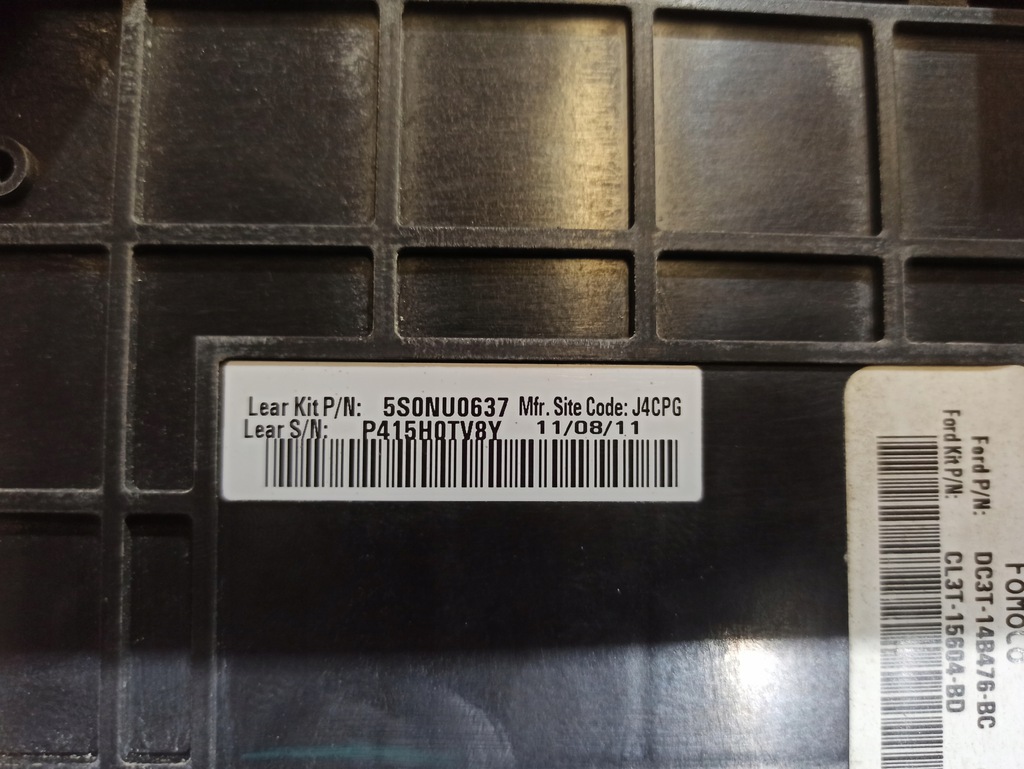 Lear Kit P/N: 5S0NU0637 Mfr. Site Code: J4CPG
Lear S/N: P415H0TV8Y 11/08/11
FoMoCo
Ford P/N: DC3T-14B476-BC
Ford Kit P/N: CL3T-15604-BD